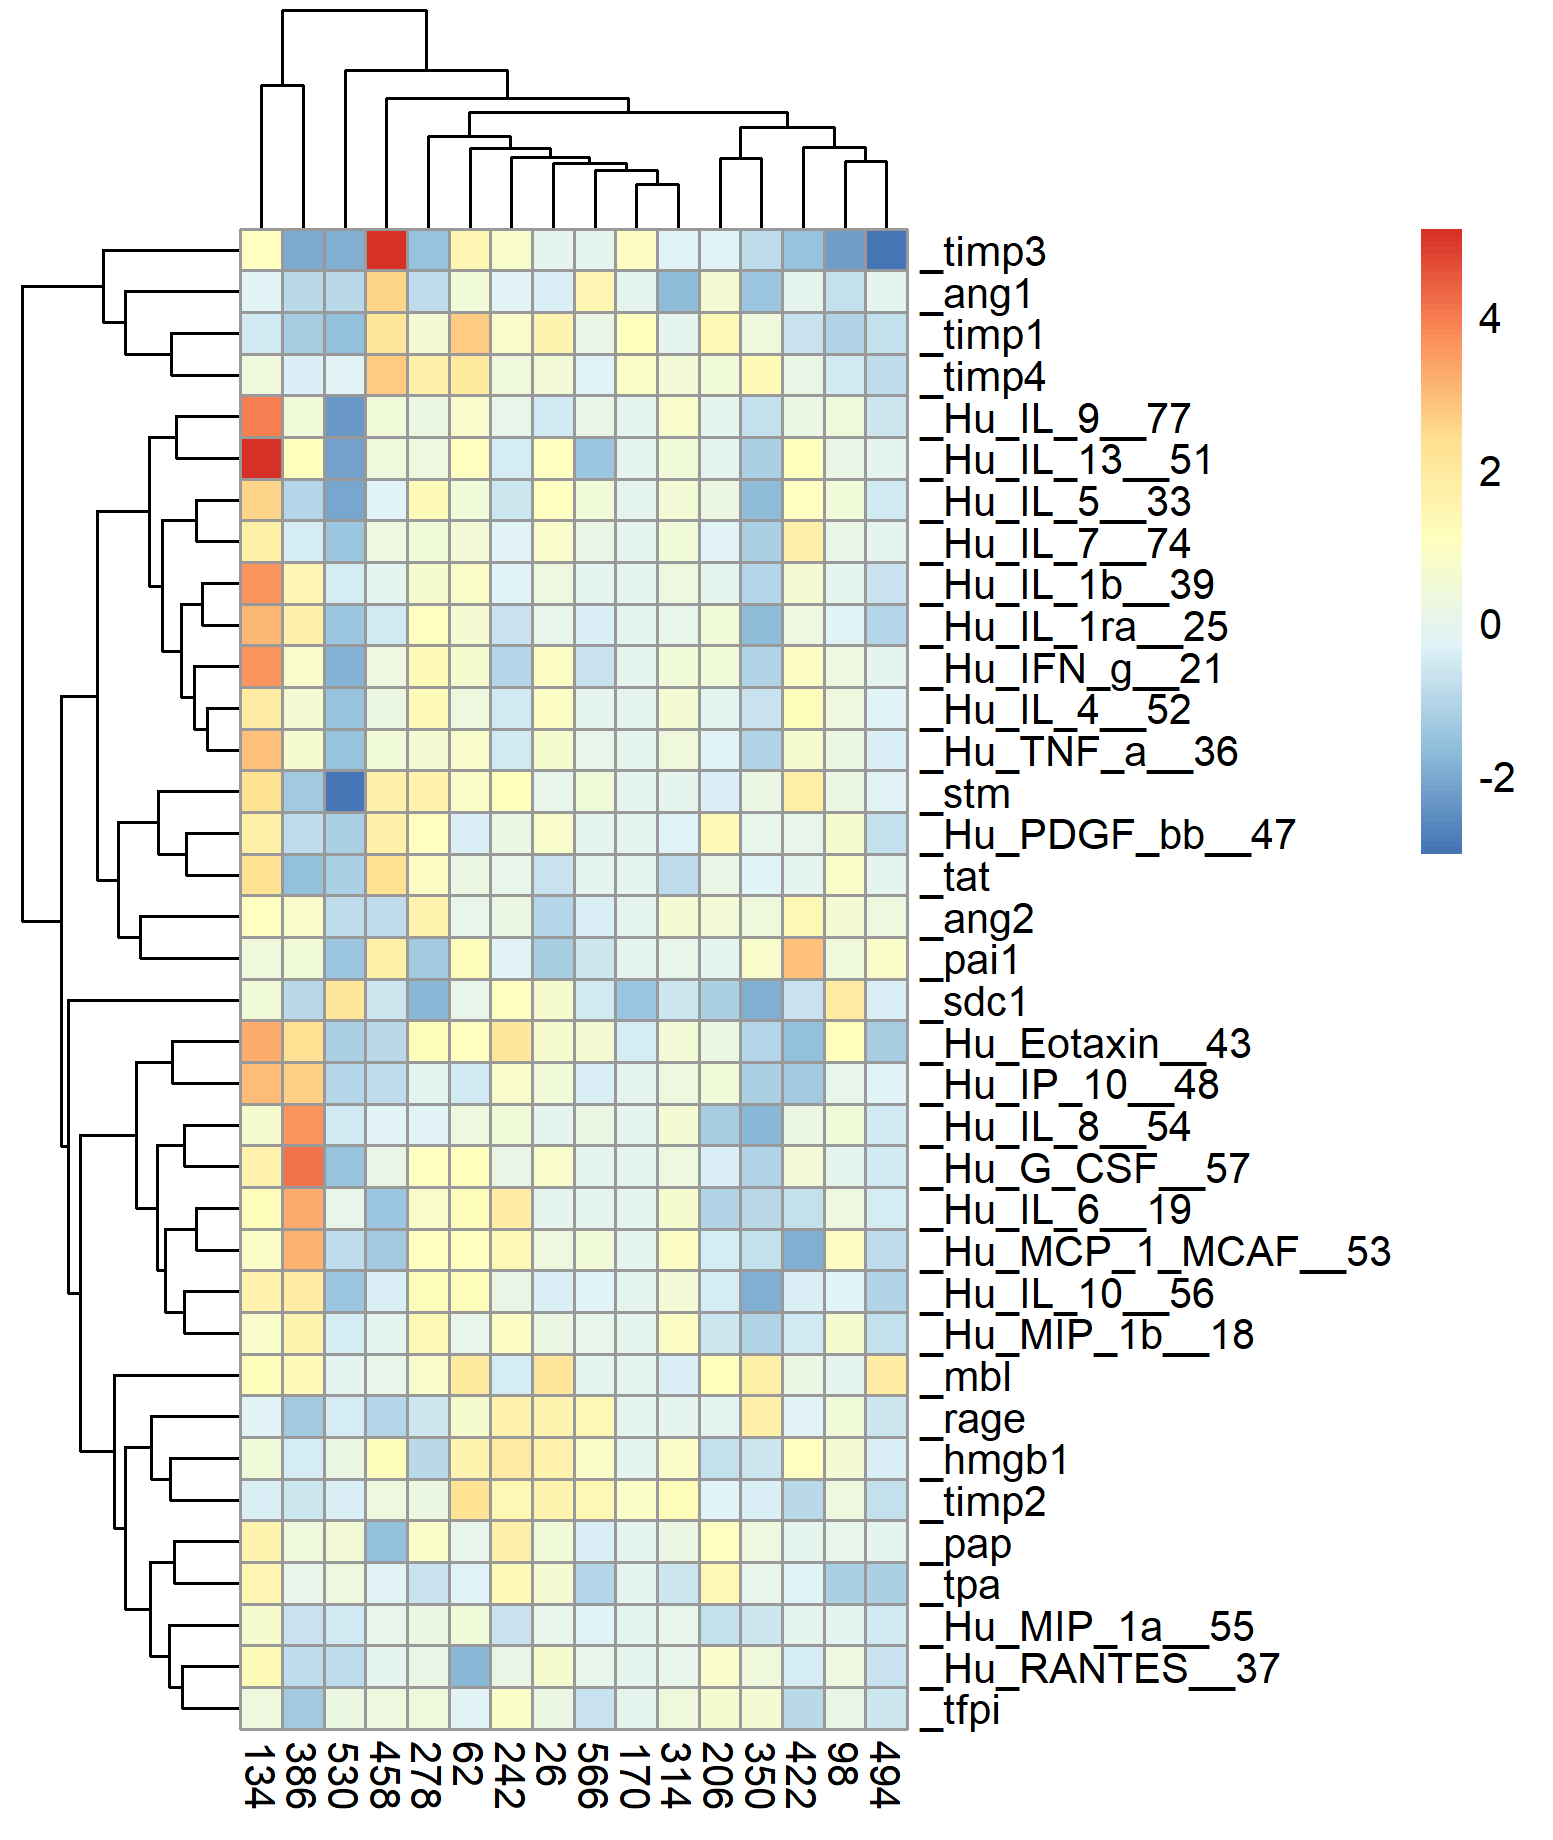 _timp3
_ang1
_timp1
_timp4
_Hu_IL_9__77
_Hu_IL_13__51
_Hu_IL_5__33
_Hu_IL_7__74
_Hu_IL_1b__39
_Hu_IL_1ra__25
_Hu_IFN_g__21
_Hu_IL_4__52
_Hu_TNF_a__36
_stm
_Hu_PDGF_bb__47
_tat
_ang2
_pai1
_sdc1
_Hu_Eotaxin__43
_Hu_IP_10__48
_Hu_IL_8__54
_Hu_G_CSF__57
_Hu_IL_6__19
_Hu_MCP_1_MCAF__53
_Hu_IL_10__56
_Hu_MIP_1b__18
_mbl
_rage
_hmgb1
_timp2
_pap
_tpa
_Hu_MIP_1a__55
_Hu_RANTES__37
_tfpi
134 386 530 458 278 62 242 26 566 170 314 206 350 422 98 494
4
2
0
-2